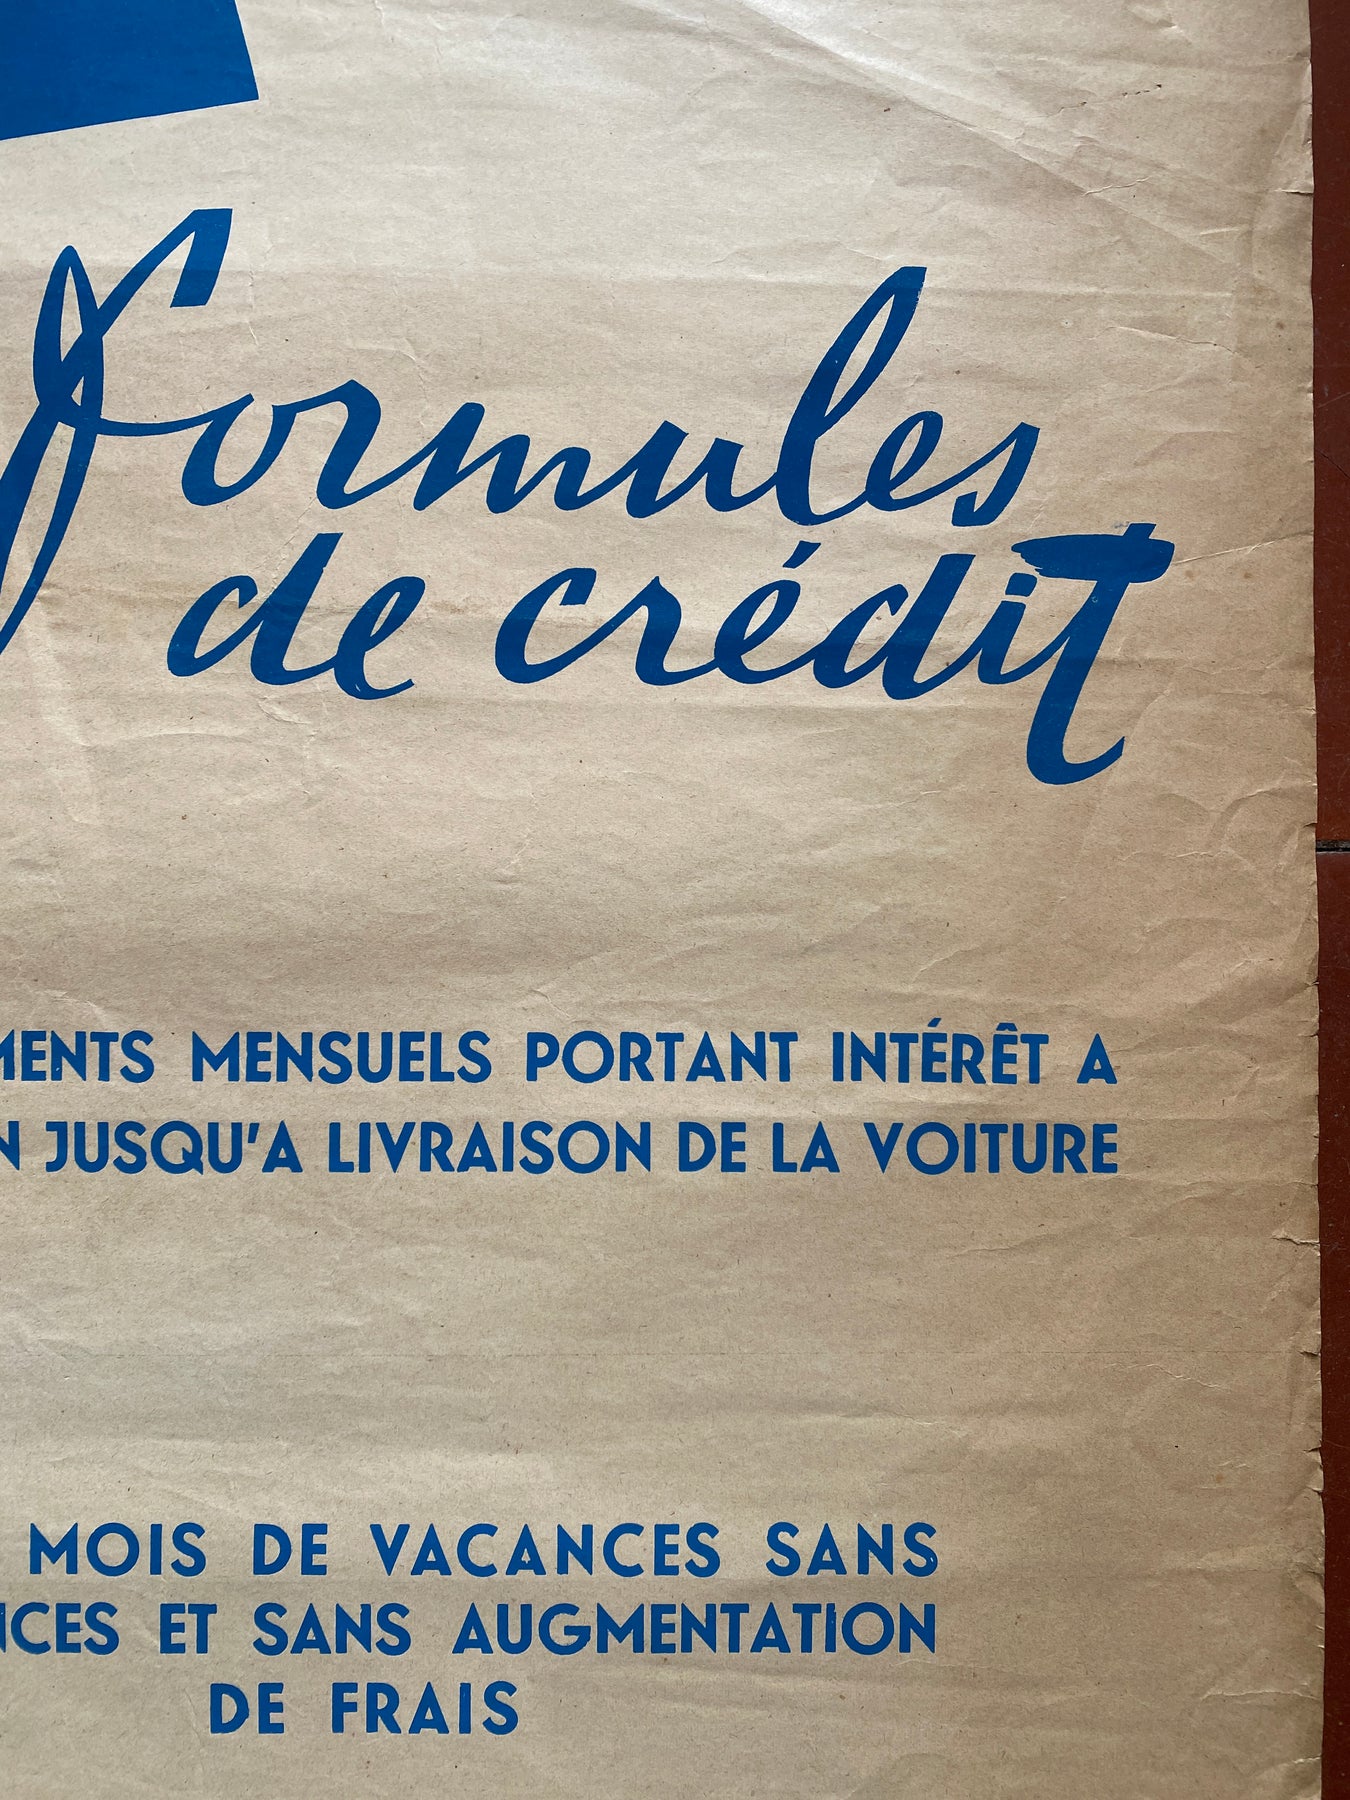 formules
de crédit
MENTS MENSUELS PORTANT INTÉRÊT A
N JUSQU'A LIVRAISON DE LA VOITURE
MOIS DE VACANCES SANS
NCES ET SANS AUGMENTATION
DE FRAIS